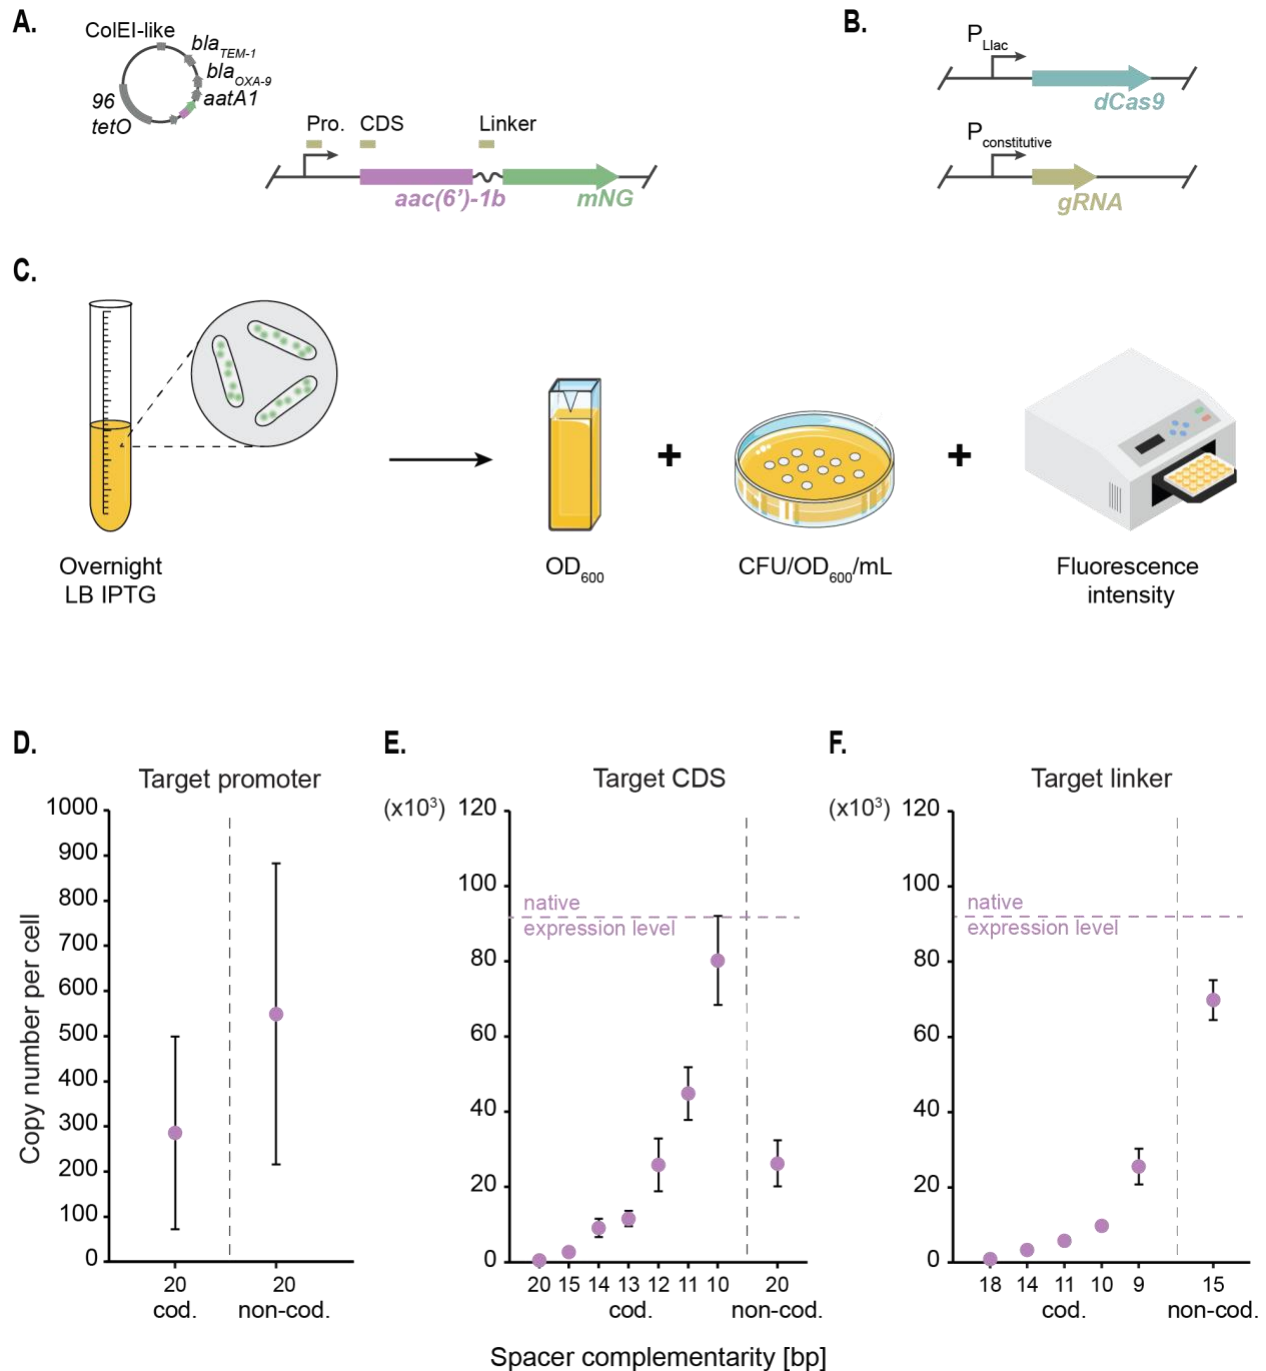 A.
ColEI-like
bla TEM-1
bla OXA-9
aatA1
96
tetO
Pro.
CDS
Linker
aac(6’)-1b
mNG
B.
P Llac
dCas9
P constitutive
gRNA
C.
Overnight
LB IPTG
OD600
CFU/OD600/mL
Fluorescence
intensity
+
+
D.
Target promoter
Copy number per cell
1000
900
800
700
600
500
400
300
200
100
0
20
cod.
20
non-cod.
E.
Target CDS
(x10³)
120
100
80
60
40
20
0
native
expression level
20 15 14 13 12 11 10
cod.
20
non-cod.
F.
Target linker
(x10³)
120
100
80
60
40
20
0
native
expression level
18 14 11 10 9
cod.
15
non-cod.
Spacer complementarity [bp]